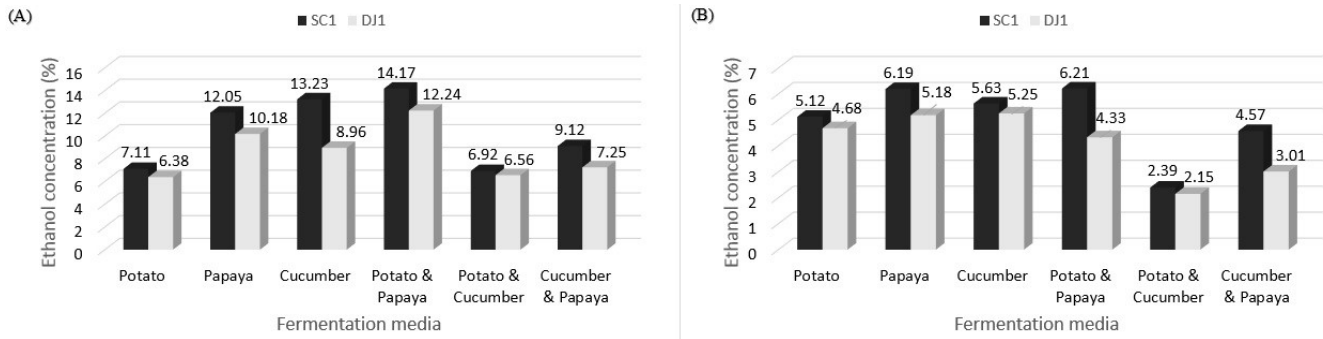 (A)
SC1 DJ1
Ethanol concentration (%)
16
14
12
10
8
6
4
2
0
7.11 6.38 12.05 10.18 13.23 8.96 14.17 12.24 6.92 6.56 9.12 7.25
Potato Papaya Cucumber Potato & Potato & Cucumber
Papaya Cucumber & Papaya
Fermentation media
(B)
SC1 DJ1
Ethanol concentration (%)
7
6
5
4
3
2
1
0
5.12 4.68 6.19 5.18 5.63 5.25 6.21 4.33 2.39 2.15 4.57 3.01
Potato Papaya Cucumber Potato & Potato & Cucumber
Papaya Cucumber & Papaya
Fermentation media